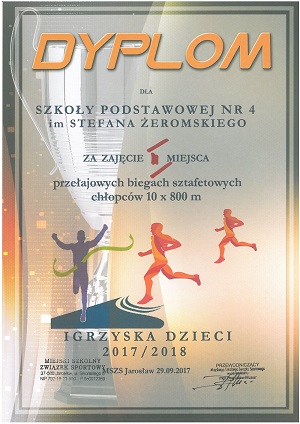 DYPLOM
DLA
SZKOŁY PODSTAWOWEJ NR 4
im STEFANA ŻEROMSKIEGO
ZA ZAJĘCIE I MIEJSCA
przełajowych biegach sztafetowych
chłopców 10 x 800 m
IGRZYSKA DZIECI
2017/2018
MIEJSKI SZKOLNY
ZWIĄZEK SPORTOWY
MSZS Jarosław 29.09.2017
PRZEWODNICZĄCY